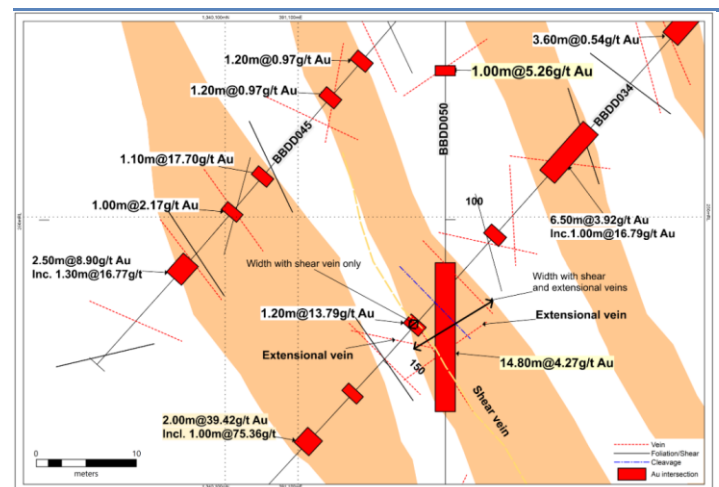 1,343,100mN
351,100mE
3.60m@0.54g/t Au
1.20m@0.97g/t Au
1.00m@5.26g/t Au
1.20m@0.97g/t Au
BBDD045
BBDD050
BBDD034
1.10m@17.70g/t Au
1.00m@2.17g/t Au
100
6.50m@3.92g/t Au
Inc.1.00m@16.79g/t Au
2.50m@8.90g/t Au
Inc. 1.30m@16.77g/t
Width with shear vein only
Width with shear
and extensional veins
1.20m@13.79g/t Au
Extensional vein
Extensional vein
150
14.80m@4.27g/t Au
Shear vein
2.00m@39.42g/t Au
Incl. 1.00m@75.36g/t
0 10
meters
Vein
Foliation/Shear
Cleavage
Au intersection